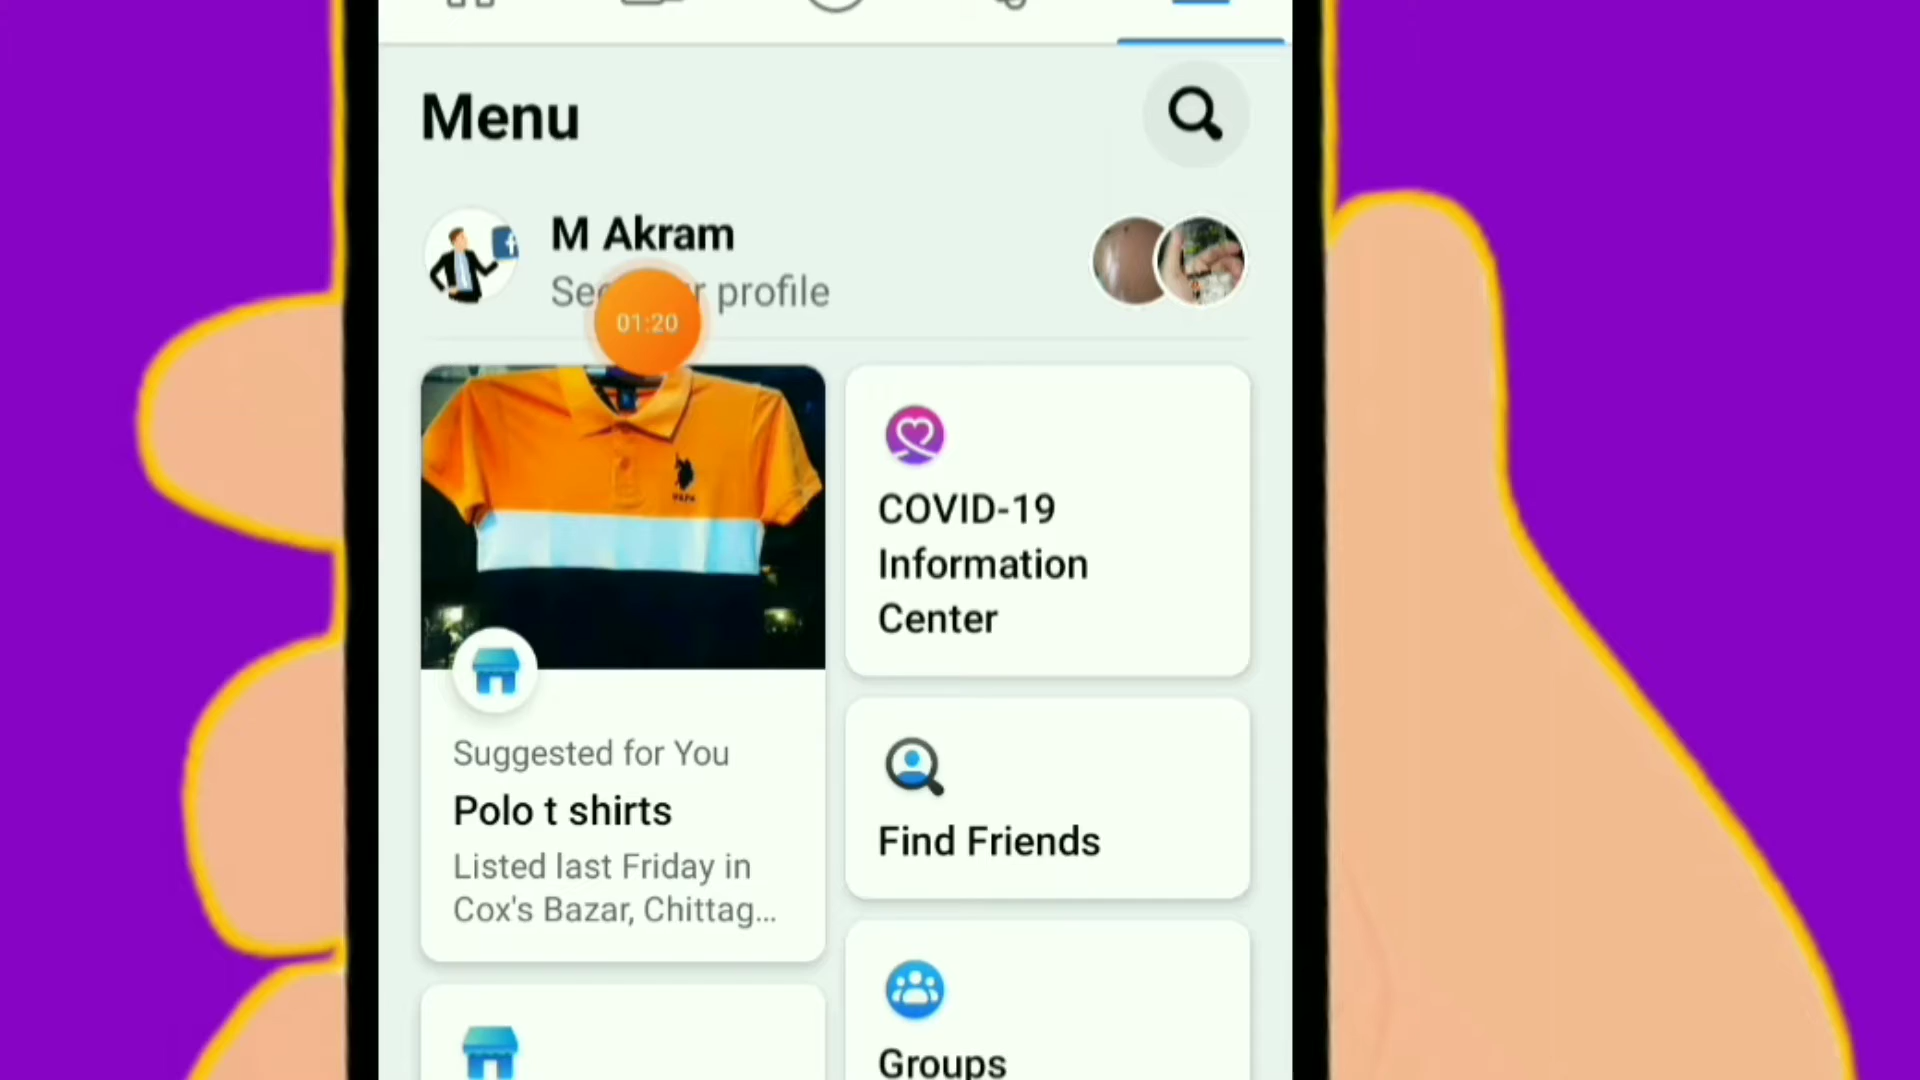 Menu
M Akram
See your profile
01:20
COVID-19
Information
Center
Suggested for You
Polo t shirts
Listed last Friday in
Cox's Bazar, Chittag...
Find Friends
Groups